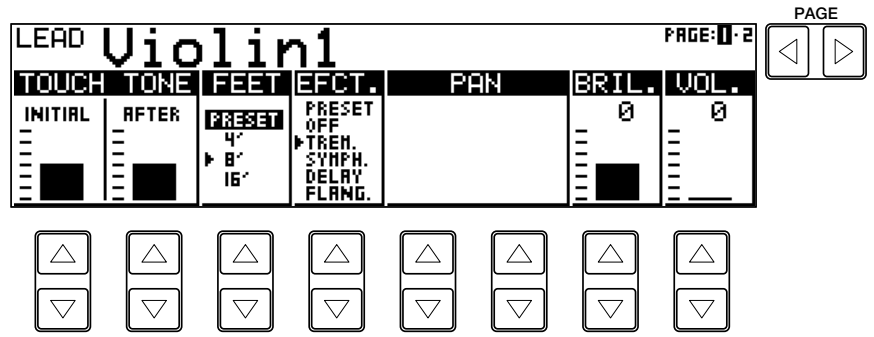 PAGE
LEAD Violin1 PAGE:1·2
TOUCH TONE FEET EFCT. PAN BRIL. VOL.
INITIAL AFTER
PRESET
4'
8'
16'
PRESET
OFF
TREM.
SYMPH.
DELAY
FLANG.
0
0